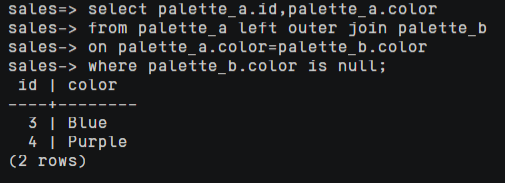 sales=> select palette_a.id,palette_a.color
sales-> from palette_a left outer join palette_b
sales-> on palette_a.color=palette_b.color
sales-> where palette_b.color is null;
 id | color
----+--------
  3 | Blue
  4 | Purple
(2 rows)